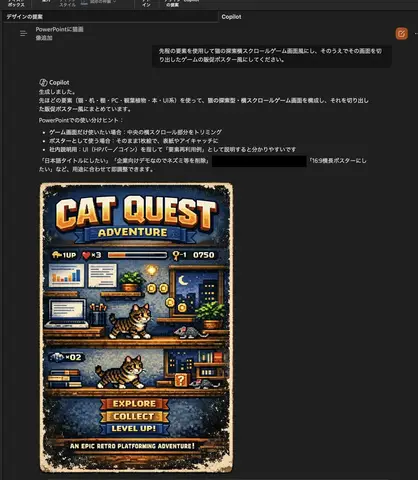 デザインの提案
Copilot
PowerPointに猫画
像追加
先程の要素を使用して猫の探索横スクロールゲーム画面風にし、そのうえでその画面を切
り出したゲームの販促ポスター風にしてください。
Copilot
生成しました。
先ほどの要素（猫・机・棚・PC・観葉植物・本・UI系）を使って、猫の探索型・横スクロールゲーム画面を構成し、それを切り出し
たゲーム販促ポスター風にまとめています。
PowerPointでの使い分けヒント：
ゲーム画面だけ使いたい場合：中央の横スクロール部分をトリミング
ポスターとして使う場合：そのまま1枚絵で、表紙やアイキャッチに
社内説明用：UI（HPバー／コイン）を指して「要素再利用例」として説明すると分かりやすいです
「日本語タイトルにしたい」「企業向けデモなのでネズミ等を削除」
「16:9横長ポスターにし
たい」など、用途に合わせて即調整できます。
CAT QUEST
ADVENTURE
1UP
×3
-1
0750
×02
?
EXPLORE
COLLECT
LEVEL UP!
AN EPIC RETRO PLATFORMING ADVENTURE!